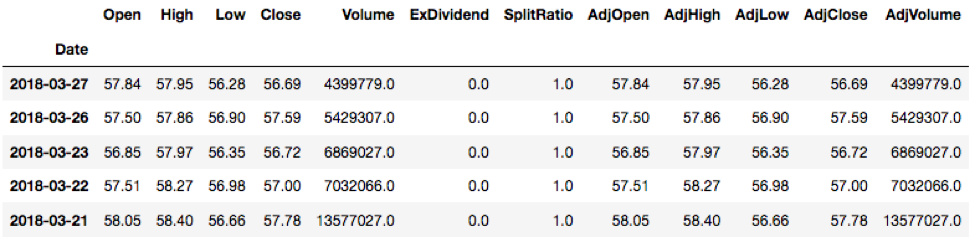 Open High Low Close Volume ExDividend SplitRatio AdjOpen AdjHigh AdjLow AdjClose AdjVolume
Date
2018-03-27 57.84 57.95 56.28 56.69 4399779.0 0.0 1.0 57.84 57.95 56.28 56.69 4399779.0
2018-03-26 57.50 57.86 56.90 57.59 5429307.0 0.0 1.0 57.50 57.86 56.90 57.59 5429307.0
2018-03-23 56.85 57.97 56.35 56.72 6869027.0 0.0 1.0 56.85 57.97 56.35 56.72 6869027.0
2018-03-22 57.51 58.27 56.98 57.00 7032066.0 0.0 1.0 57.51 58.27 56.98 57.00 7032066.0
2018-03-21 58.05 58.40 56.66 57.78 13577027.0 0.0 1.0 58.05 58.40 56.66 57.78 13577027.0